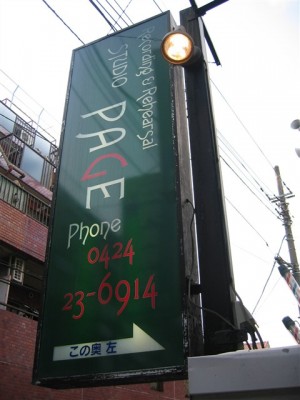 Recording & Rehearsal
STUDIO PAGE
Phone
0424
23-6914
この奥 左